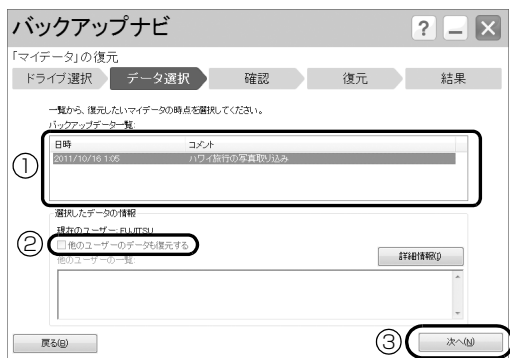 バックアップナビ
? － ×
「マイデータ」の復元
ドライブ選択 データ選択 確認 復元 結果
一覧から、復元したいマイデータの時点を選択してください。
バックアップデータ一覧:
日時 コメント
2011/10/16 1:05 ハワイ旅行の写真取り込み
①
選択したデータの情報
現在のユーザー: FUJITSU
② 他のユーザーのデータも復元する
他のユーザーの一覧:
詳細情報(I)
戻る(B) ③ 次へ(N)